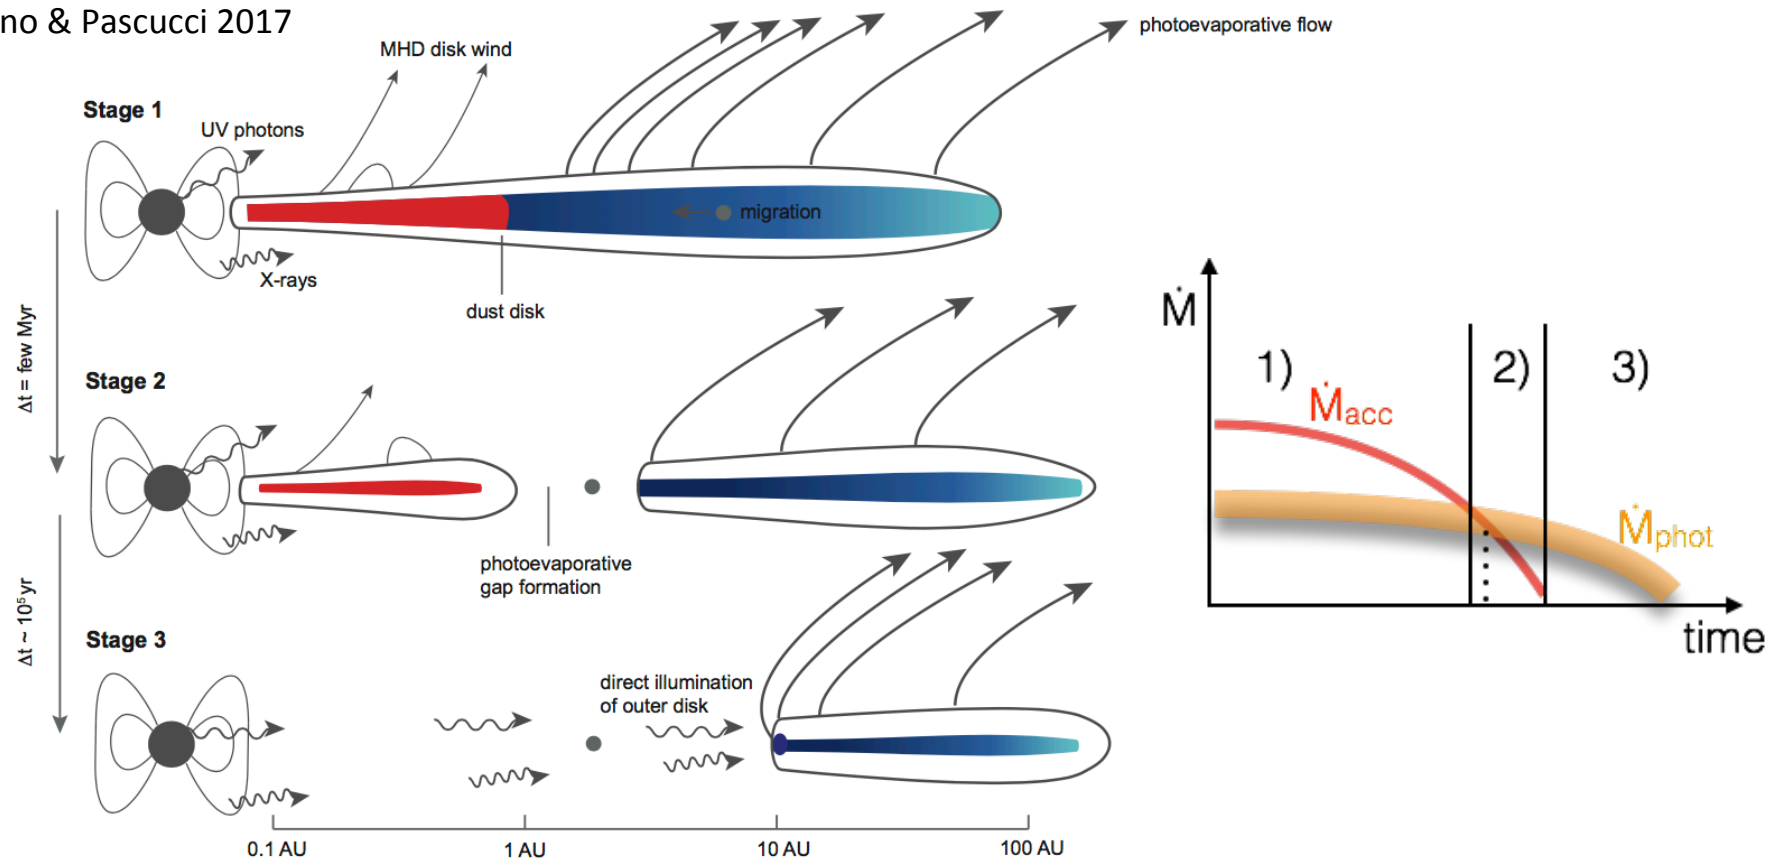 no & Pascucci 2017
MHD disk wind
photoevaporative flow
Stage 1
UV photons
migration
X-rays
dust disk
Δt = few Myr
Stage 2
photoevaporative
gap formation
Δt ~ 10⁵yr
Stage 3
direct illumination
of outer disk
0.1 AU
1 AU
10 AU
100 AU
Ṁ
1)
2)
3)
Ṁacc
Ṁphot
time